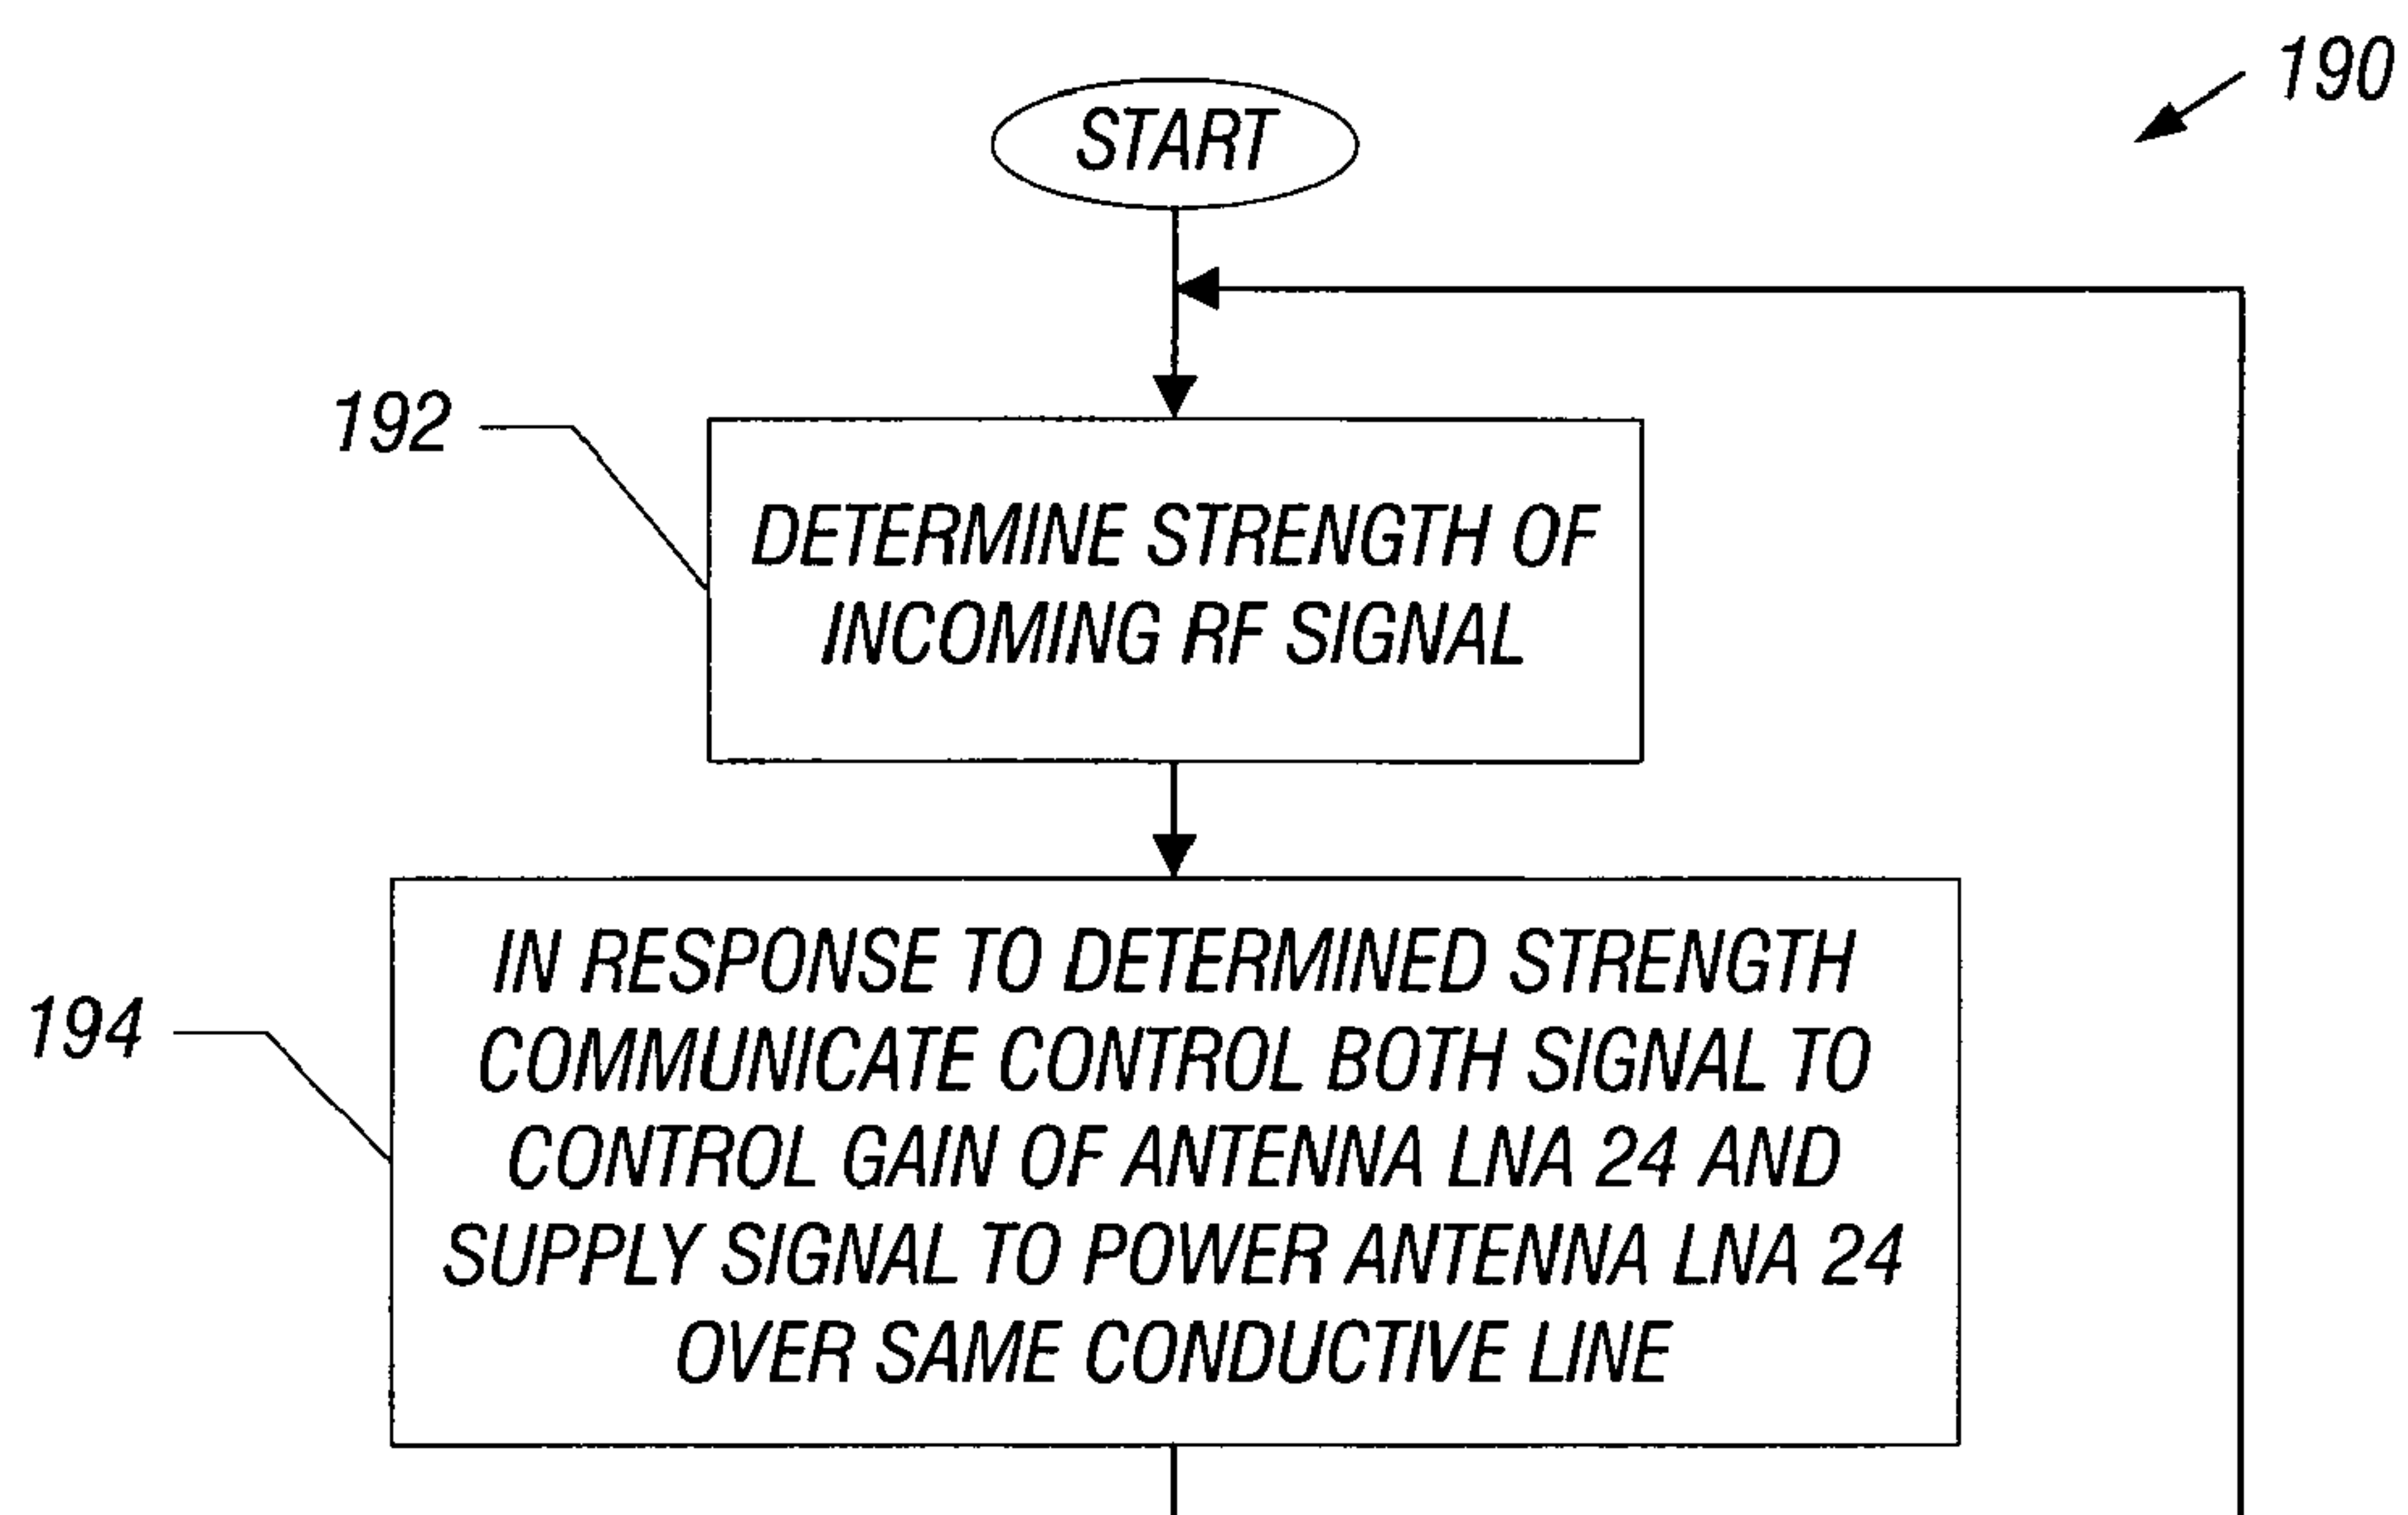 190
START
192
DETERMINE STRENGTH OF
INCOMING RF SIGNAL
194
IN RESPONSE TO DETERMINED STRENGTH
COMMUNICATE CONTROL BOTH SIGNAL TO
CONTROL GAIN OF ANTENNA LNA 24 AND
SUPPLY SIGNAL TO POWER ANTENNA LNA 24
OVER SAME CONDUCTIVE LINE